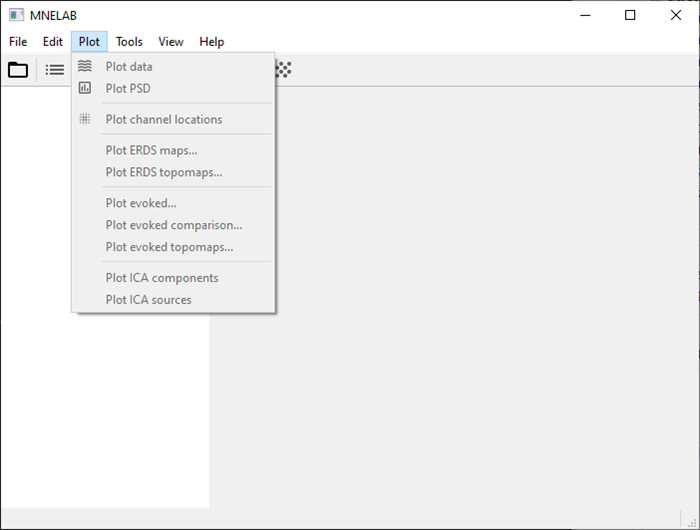 MNELAB
File Edit Plot Tools View Help
Plot data
Plot PSD
Plot channel locations
Plot ERDS maps...
Plot ERDS topomaps...
Plot evoked...
Plot evoked comparison...
Plot evoked topomaps...
Plot ICA components
Plot ICA sources